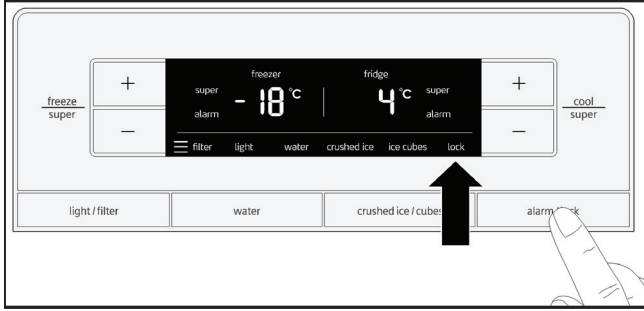 freezer fridge
super -18 °C 4 °C super
alarm alarm
filter light water crushed ice ice cubes lock
freeze
super
+
−
+
−
cool
super
light / filter water crushed ice / cubes alarm